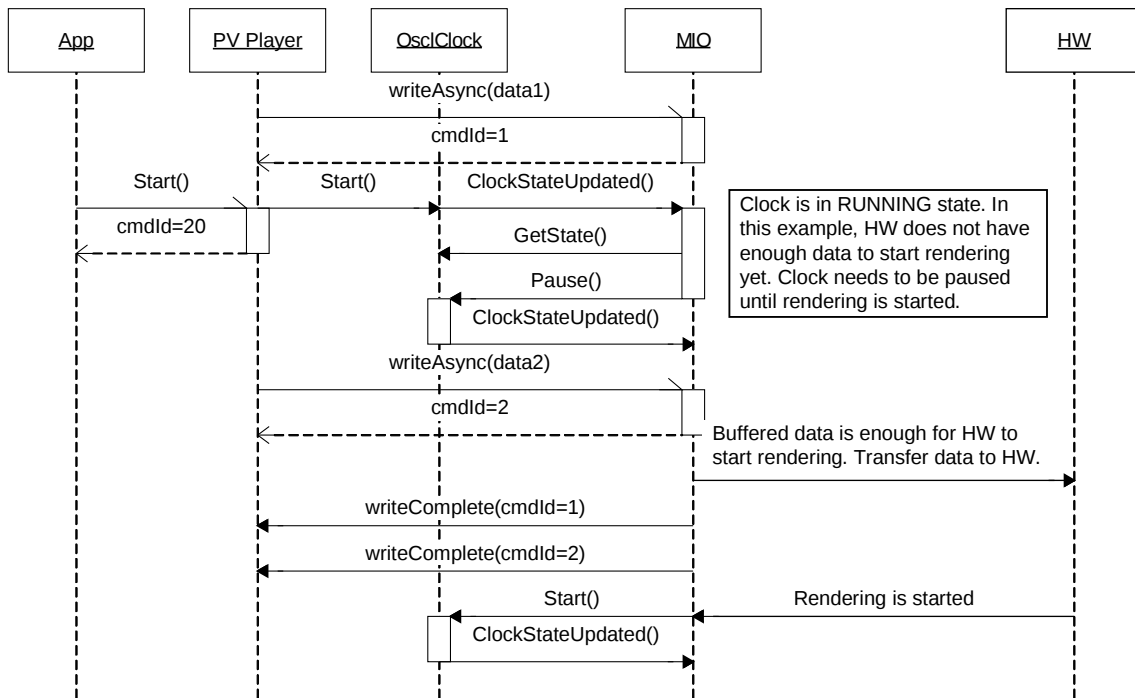 App
PV Player
OsclClock
MIO
HW
writeAsync(data1)
cmdId=1
Start()
Start()
ClockStateUpdated()
cmdId=20
GetState()
Pause()
ClockStateUpdated()
Clock is in RUNNING state. In
this example, HW does not have
enough data to start rendering
yet. Clock needs to be paused
until rendering is started.
writeAsync(data2)
cmdId=2
Buffered data is enough for HW to
start rendering. Transfer data to HW.
writeComplete(cmdId=1)
writeComplete(cmdId=2)
Start()
Rendering is started
ClockStateUpdated()